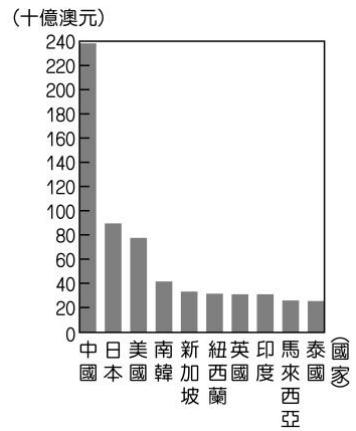 (十億澳元)
240
220
200
180
160
140
120
100
80
60
40
20
0
中國
日本
美國
南韓
新加坡
紐西蘭
英國
印度
馬來西亞
泰國
(國家)